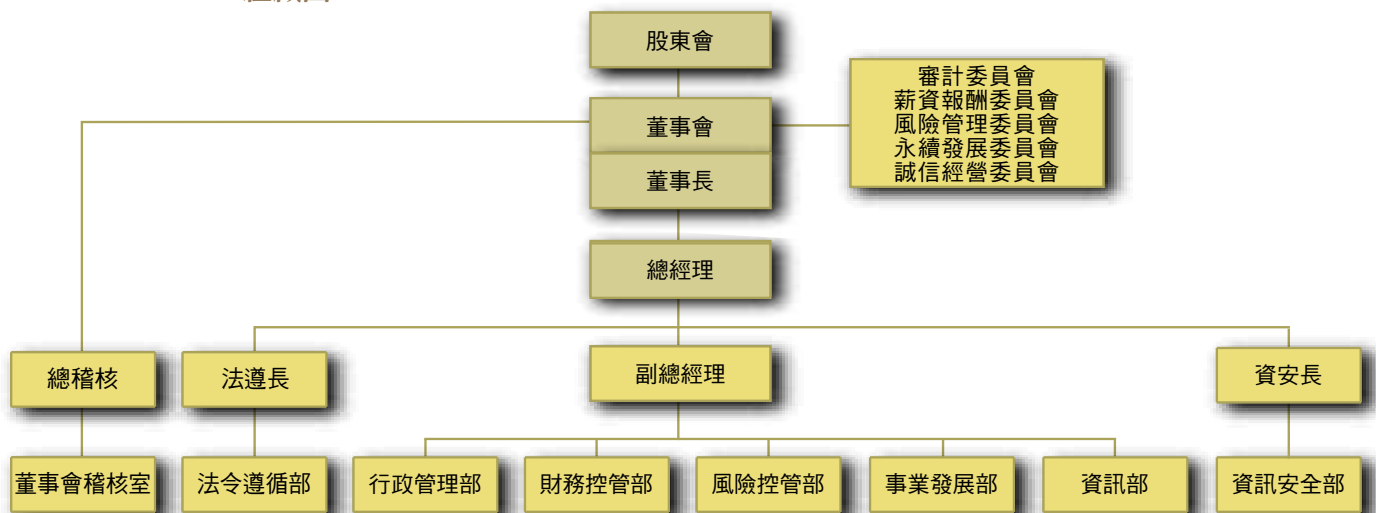 股東會
審計委員會
薪資報酬委員會
風險管理委員會
永續發展委員會
誠信經營委員會
董事會
董事長
總經理
總稽核
法遵長
副總經理
資安長
董事會稽核室
法令遵循部
行政管理部
財務控管部
風險控管部
事業發展部
資訊部
資訊安全部